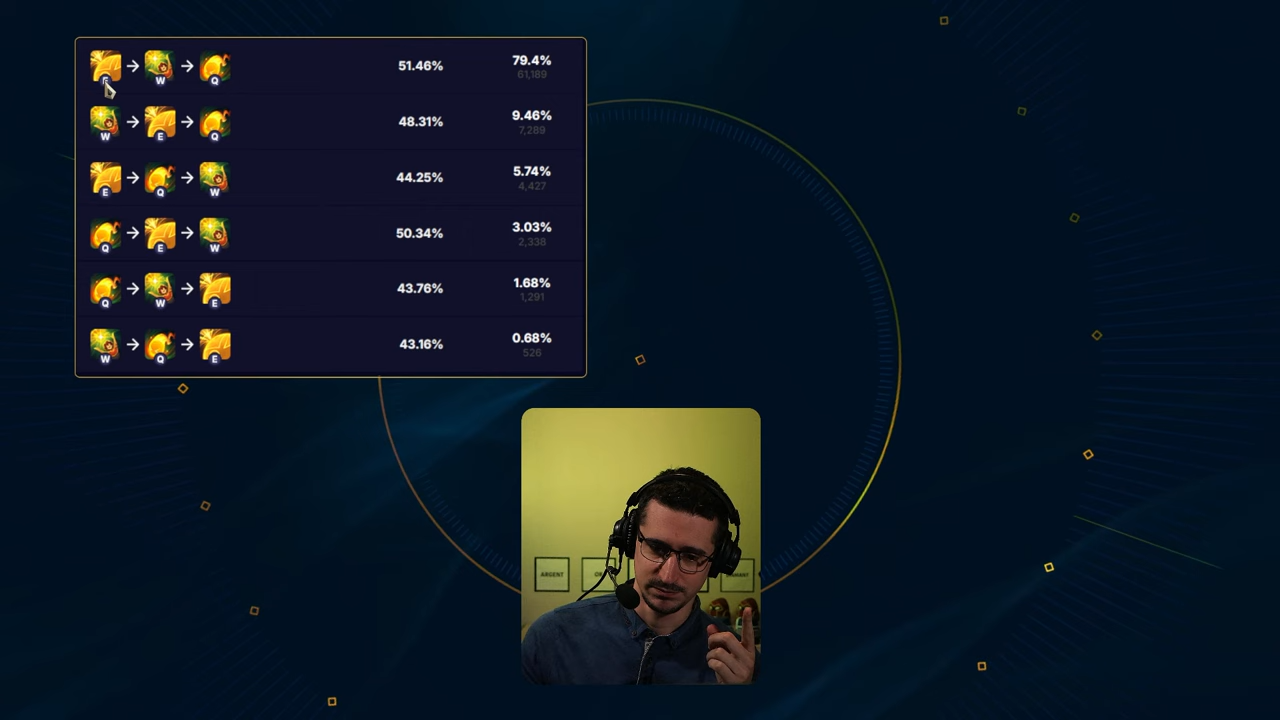 E → W → Q 51.46% 79.4%
61,189
W → E → Q 48.31% 9.46%
7,289
E → Q → W 44.25% 5.74%
4,427
Q → E → W 50.34% 3.03%
2,338
Q → W → E 43.76% 1.68%
1,291
W → Q → E 43.16% 0.68%
526
ARGENT